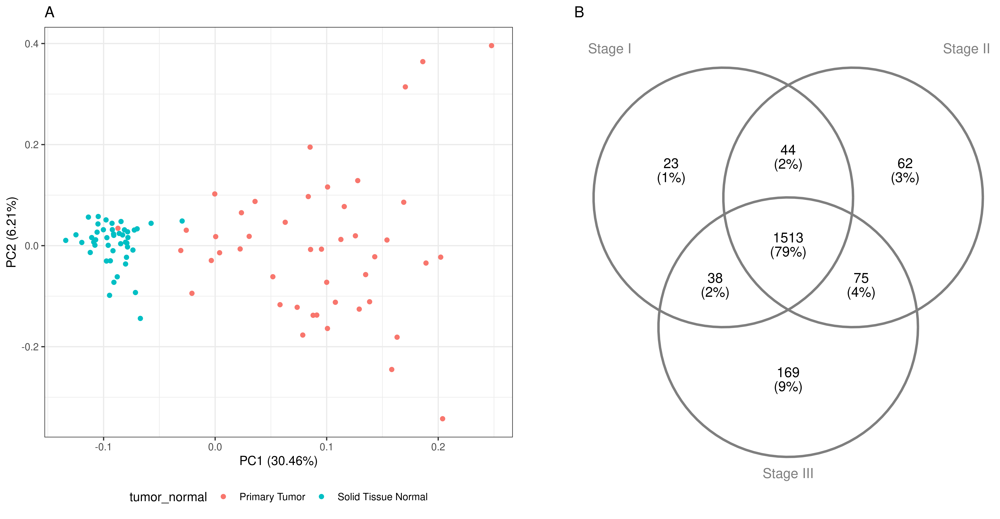 A
0.4
0.2
0.0
-0.2
PC2 (6.21%)
-0.1
0.0
0.1
0.2
PC1 (30.46%)
tumor_normal
Primary Tumor
Solid Tissue Normal
B
Stage I
Stage II
23
(1%)
44
(2%)
62
(3%)
1513
(79%)
38
(2%)
75
(4%)
169
(9%)
Stage III